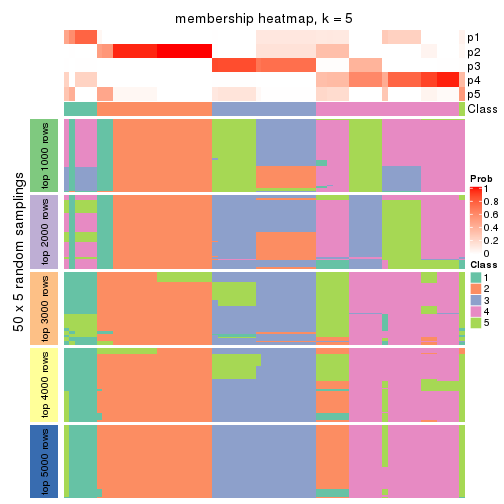 membership heatmap, k = 5
p1
p2
p3
p4
p5
Class
50 x 5 random samplings
top 1000 rows
top 2000 rows
top 3000 rows
top 4000 rows
top 5000 rows
Prob
1
0.8
0.6
0.4
0.2
0
Class
1
2
3
4
5